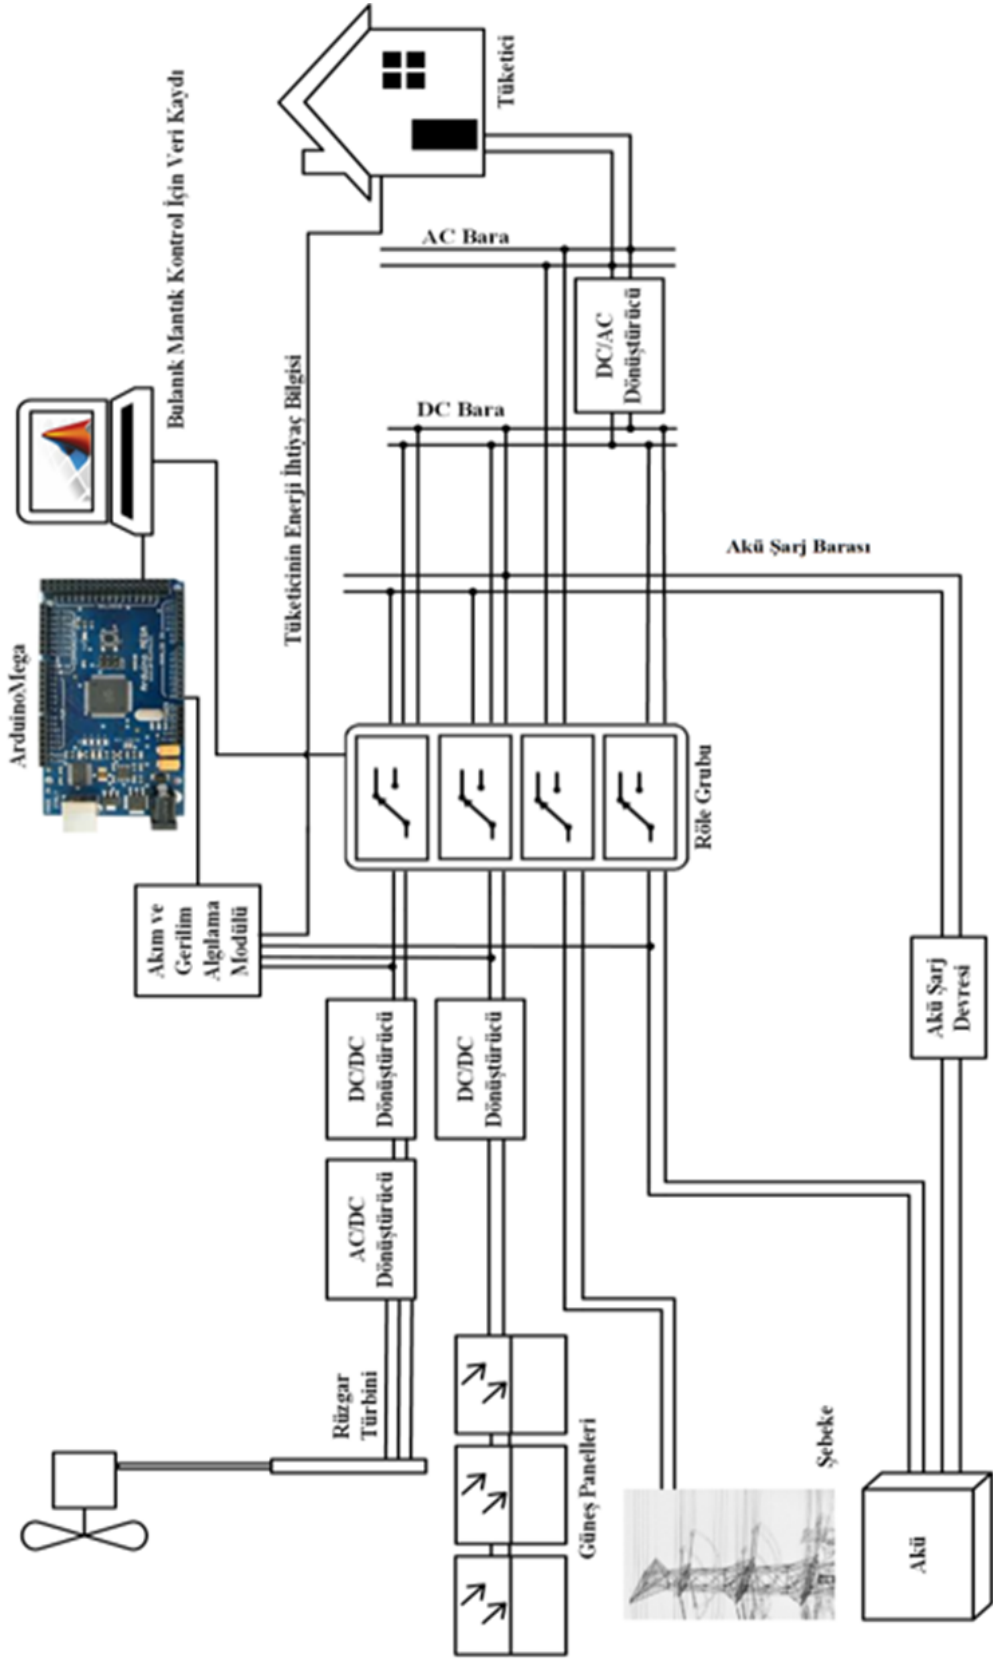 Rüzgar
Türbini
AC/DC
Dönüştürücü
DC/DC
Dönüştürücü
Akım ve
Gerilim
Algılama
Modülü
ArduinoMega
Bulanık Mantık Kontrol İçin Veri Kaydı
Tüketicinin Enerji İhtiyaç Bilgisi
Güneş Panelleri
DC/DC
Dönüştürücü
Röle Grubu
DC Bara
AC Bara
DC/AC
Dönüştürücü
Tüketici
Şebeke
Akü Şarj Barası
Akü
Akü Şarj
Devresi